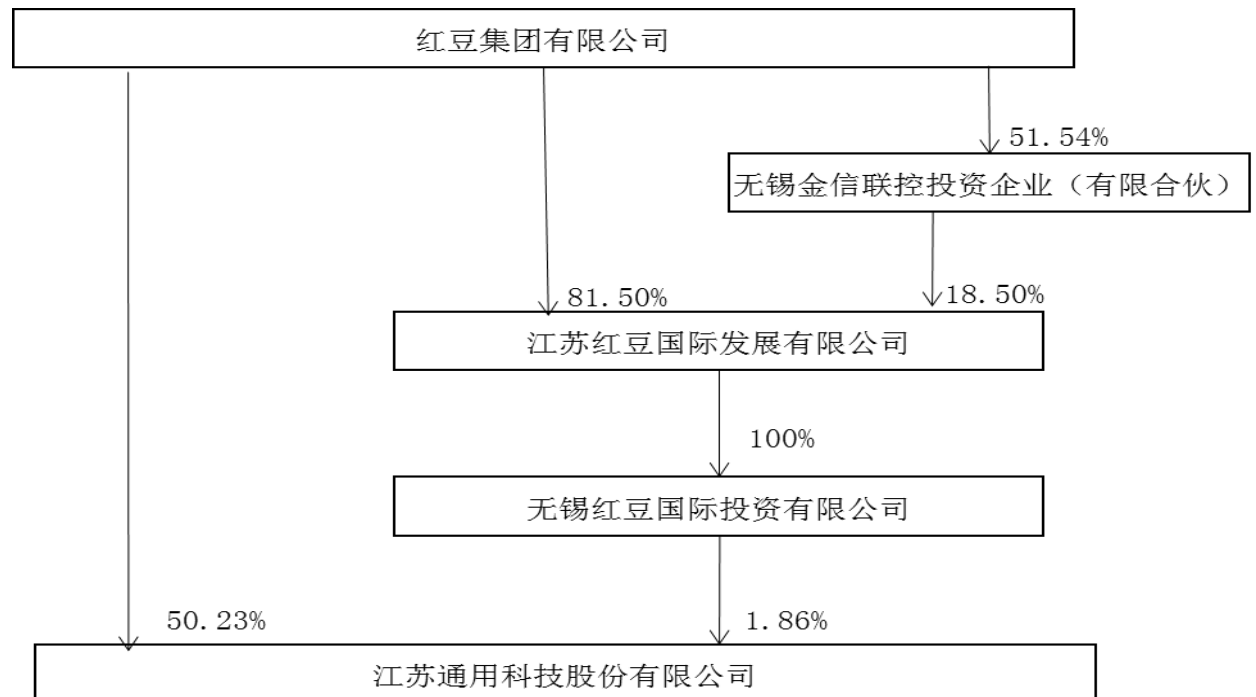 红豆集团有限公司
51.54%
无锡金信联控投资企业（有限合伙）
81.50%
18.50%
江苏红豆国际发展有限公司
100%
无锡红豆国际投资有限公司
50.23%
1.86%
江苏通用科技股份有限公司